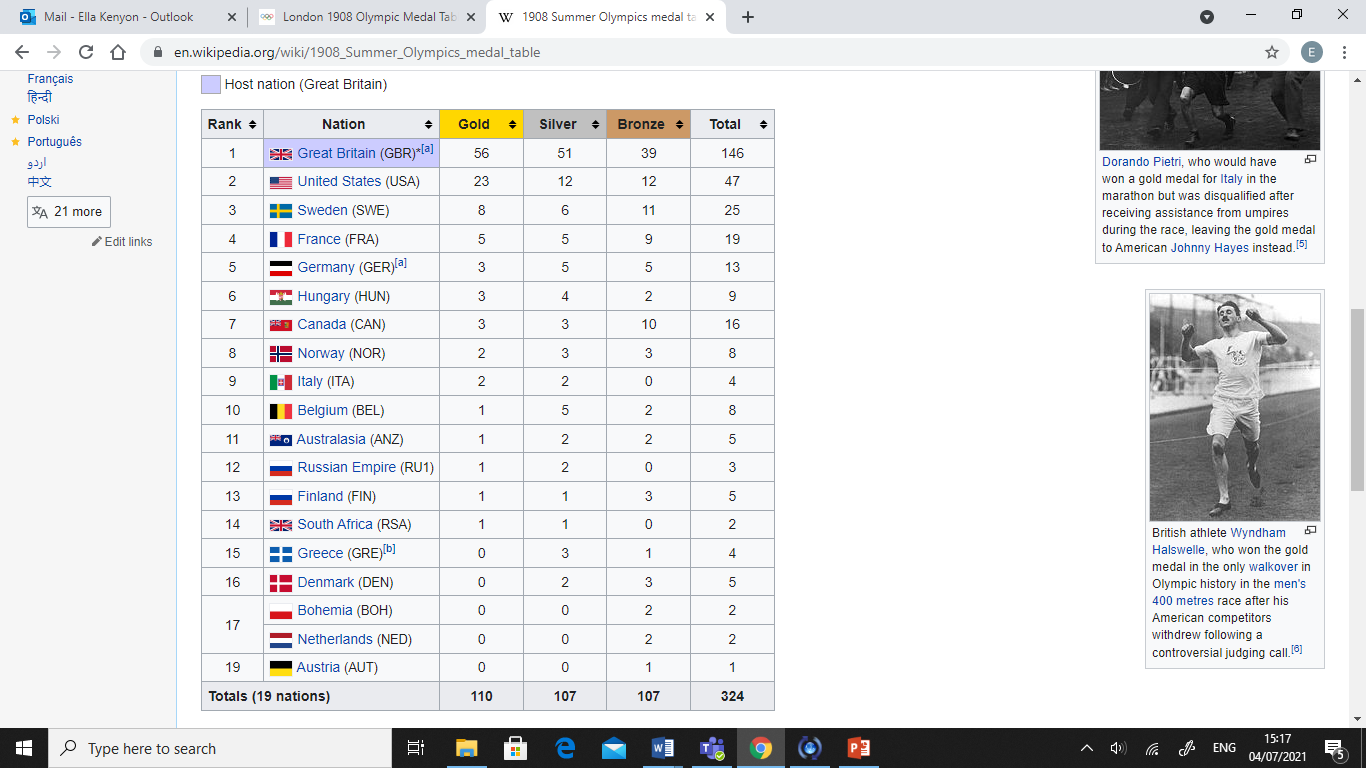 Mail - Ella Kenyon - Outlook
London 1908 Olympic Medal Tab
W 1908 Summer Olympics medal ta
en.wikipedia.org/wiki/1908_Summer_Olympics_medal_table
E
Français
हिन्दी
Polski
Português
اردو
中文
21 more
Edit links
Host nation (Great Britain)
Rank Nation Gold Silver Bronze Total
1 Great Britain (GBR)*[a] 56 51 39 146
2 United States (USA) 23 12 12 47
3 Sweden (SWE) 8 6 11 25
4 France (FRA) 5 5 9 19
5 Germany (GER)[a] 3 5 5 13
6 Hungary (HUN) 3 4 2 9
7 Canada (CAN) 3 3 10 16
8 Norway (NOR) 2 3 3 8
9 Italy (ITA) 2 2 0 4
10 Belgium (BEL) 1 5 2 8
11 Australasia (ANZ) 1 2 2 5
12 Russian Empire (RU1) 1 2 0 3
13 Finland (FIN) 1 1 3 5
14 South Africa (RSA) 1 1 0 2
15 Greece (GRE)[b] 0 3 1 4
16 Denmark (DEN) 0 2 3 5
17 Bohemia (BOH) 0 0 2 2
Netherlands (NED) 0 0 2 2
19 Austria (AUT) 0 0 1 1
Totals (19 nations) 110 107 107 324
Dorando Pietri, who would have
won a gold medal for Italy in the
marathon but was disqualified after
receiving assistance from umpires
during the race, leaving the gold medal
to American Johnny Hayes instead.[5]
British athlete Wyndham
Halswelle, who won the gold
medal in the only walkover in
Olympic history in the men's
400 metres race after his
American competitors
withdrew following a
controversial judging call.[6]
Type here to search
ENG
15:17
04/07/2021
5